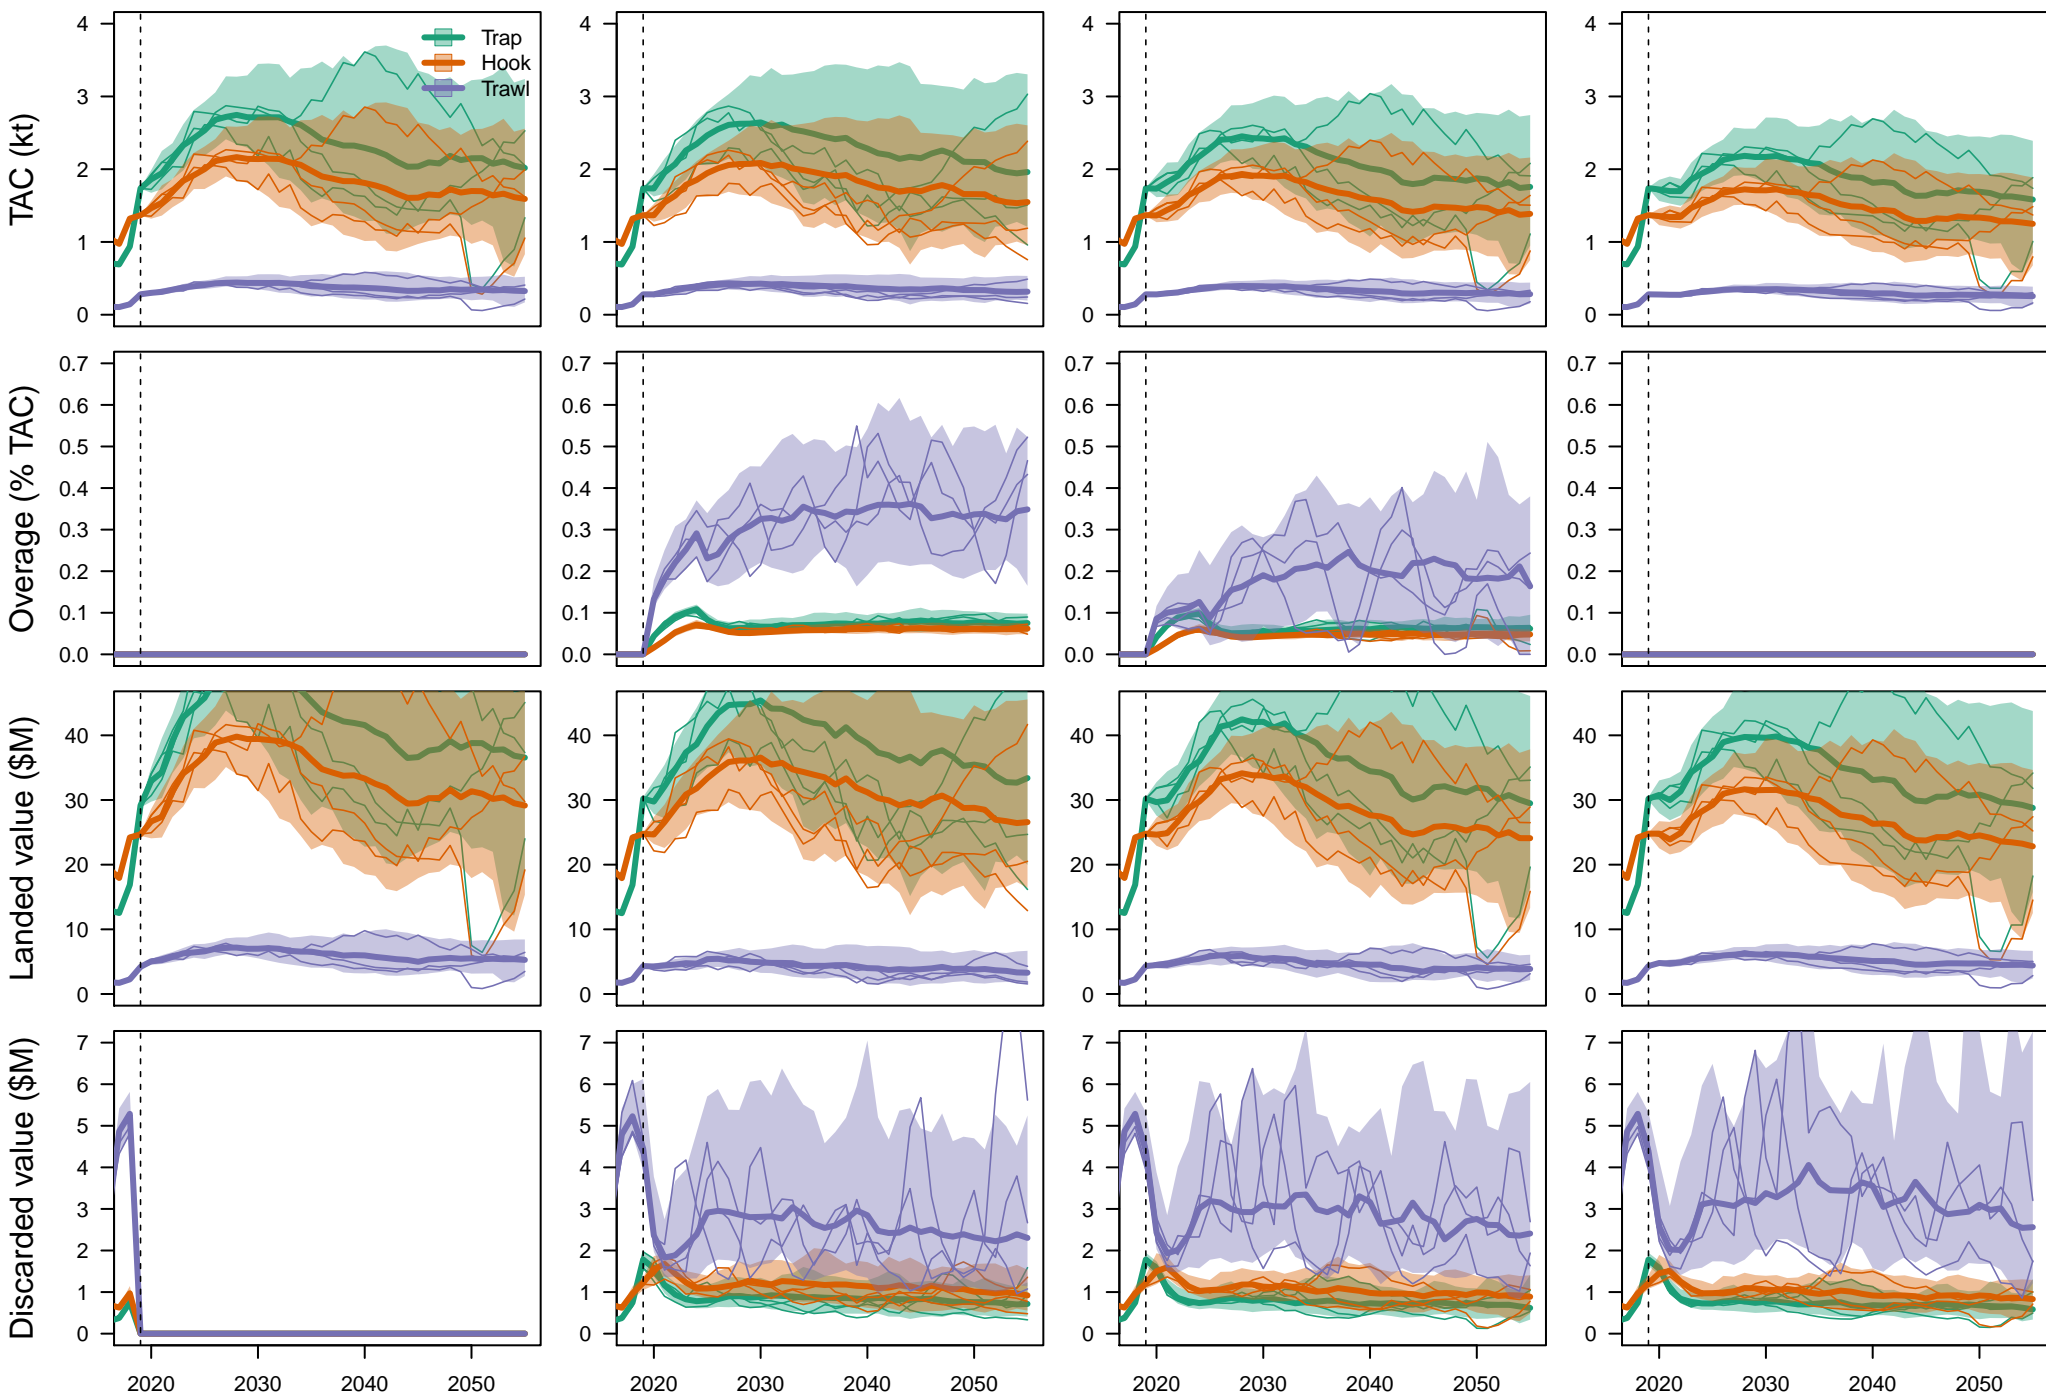 TAC (kt)
4 4 4 4
Trap
Hook
Trawl
3 3 3 3
2 2 2 2
1 1 1 1
0 0 0 0
Overage (% TAC)
0.7 0.7 0.7 0.7
0.6 0.6 0.6 0.6
0.5 0.5 0.5 0.5
0.4 0.4 0.4 0.4
0.3 0.3 0.3 0.3
0.2 0.2 0.2 0.2
0.1 0.1 0.1 0.1
0.0 0.0 0.0 0.0
Landed value ($M)
40 40 40 40
30 30 30 30
20 20 20 20
10 10 10 10
0 0 0 0
Discarded value ($M)
7 7 7 7
6 6 6 6
5 5 5 5
4 4 4 4
3 3 3 3
2 2 2 2
1 1 1 1
0 0 0 0
2020 2030 2040 2050 2020 2030 2040 2050 2020 2030 2040 2050 2020 2030 2040 2050